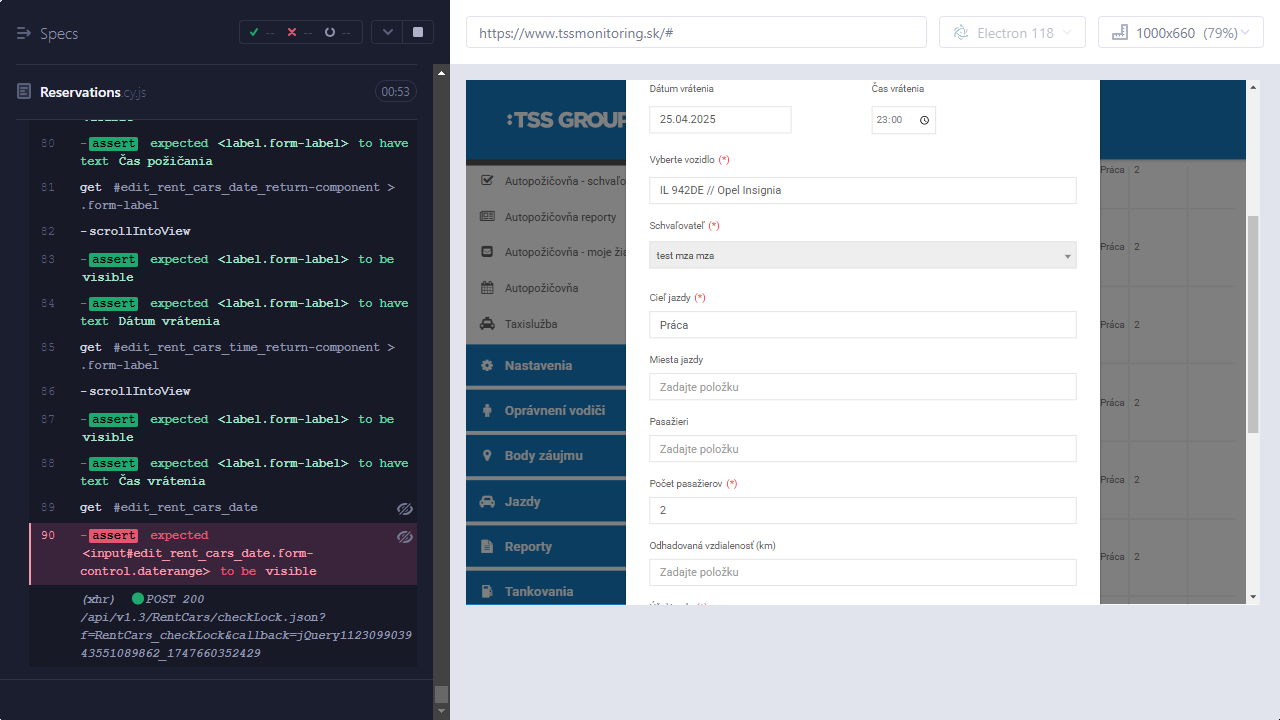 Specs
-- -- --
https://www.tssmonitoring.sk/#
Electron 118
1000x660 (79%)
Reservations.cy.js
00:53
80 -assert expected <label.form-label> to have
text Čas požičania
81 get #edit_rent_cars_date_return-component >
.form-label
82 -scrollIntoView
83 -assert expected <label.form-label> to be
visible
84 -assert expected <label.form-label> to have
text Dátum vrátenia
85 get #edit_rent_cars_time_return-component >
.form-label
86 -scrollIntoView
87 -assert expected <label.form-label> to be
visible
88 -assert expected <label.form-label> to have
text Čas vrátenia
89 get #edit_rent_cars_date
90 -assert expected
<input#edit_rent_cars_date.form-
control.daterange> to be visible
(xhr) POST 200
/api/v1.3/RentCars/checkLock.json?
f=RentCars_checkLock&callback=jQuery1123099039
43551089862_1747660352429
:TSS GROUP
Autopožičovňa - schvaľo
Autopožičovňa reporty
Autopožičovňa - moje žia
Autopožičovňa
Taxislužba
Nastavenia
Oprávnení vodiči
Body záujmu
Jazdy
Reporty
Tankovania
Dátum vrátenia
Čas vrátenia
25.04.2025
23:00
Vyberte vozidlo (*)
IL 942DE // Opel Insignia
Schvaľovateľ (*)
test mza mza
Cieľ jazdy (*)
Práca
Miesta jazdy
Zadajte položku
Pasažieri
Zadajte položku
Počet pasažierov (*)
2
Odhadovaná vzdialenosť (km)
Zadajte položku
Práca 2
Práca 2
Práca 2
Práca 2
Práca 2
Práca 2